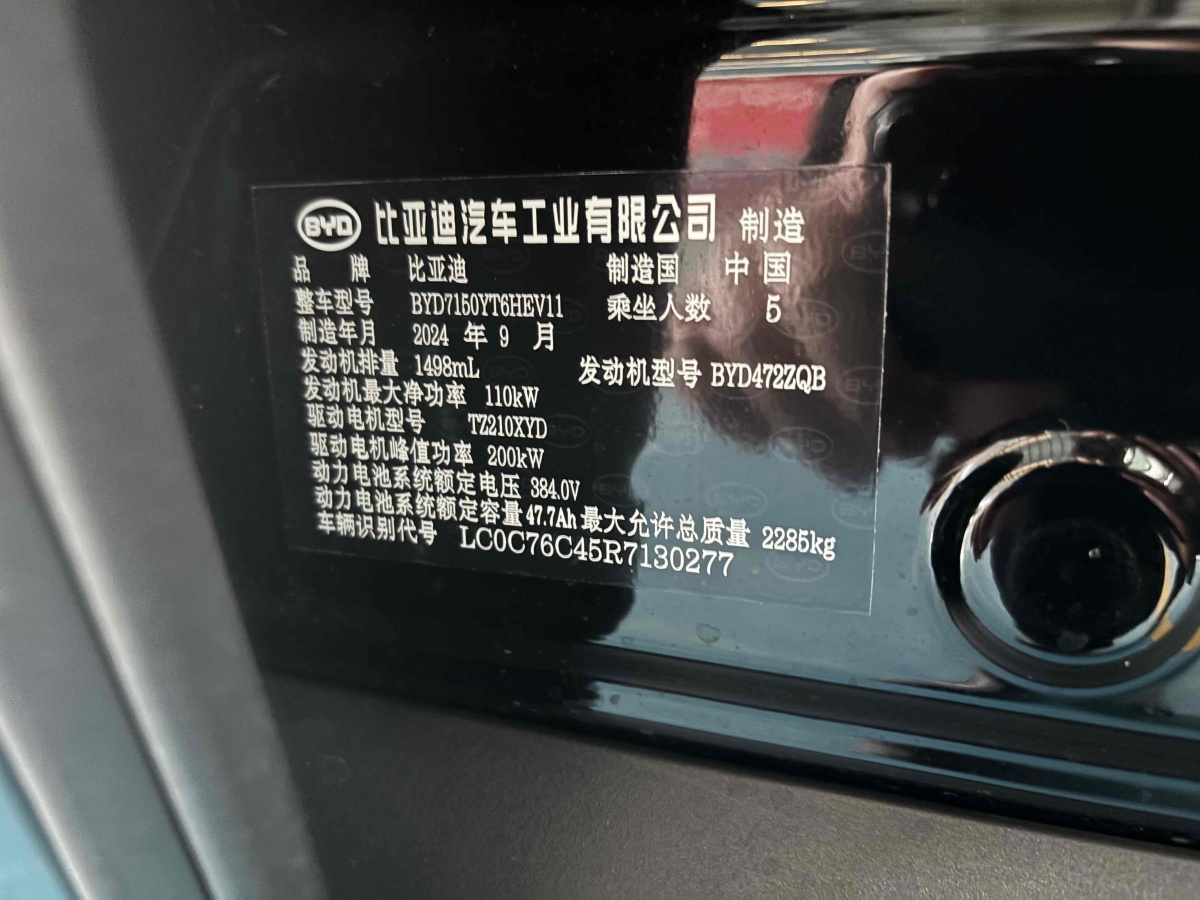 BYD 比亚迪汽车工业有限公司 制造
品 牌 比亚迪 制造国 中国
整车型号 BYD7150YT6HEV11 乘坐人数 5
制造年月 2024 年 9 月
发动机排量 1498mL 发动机型号 BYD472ZQB
发动机最大净功率 110kW
驱动电机型号 TZ210XYD
驱动电机峰值功率 200kW
动力电池系统额定电压 384.0V
动力电池系统额定容量 47.7Ah 最大允许总质量 2285kg
车辆识别代号 LC0C76C45R7130277